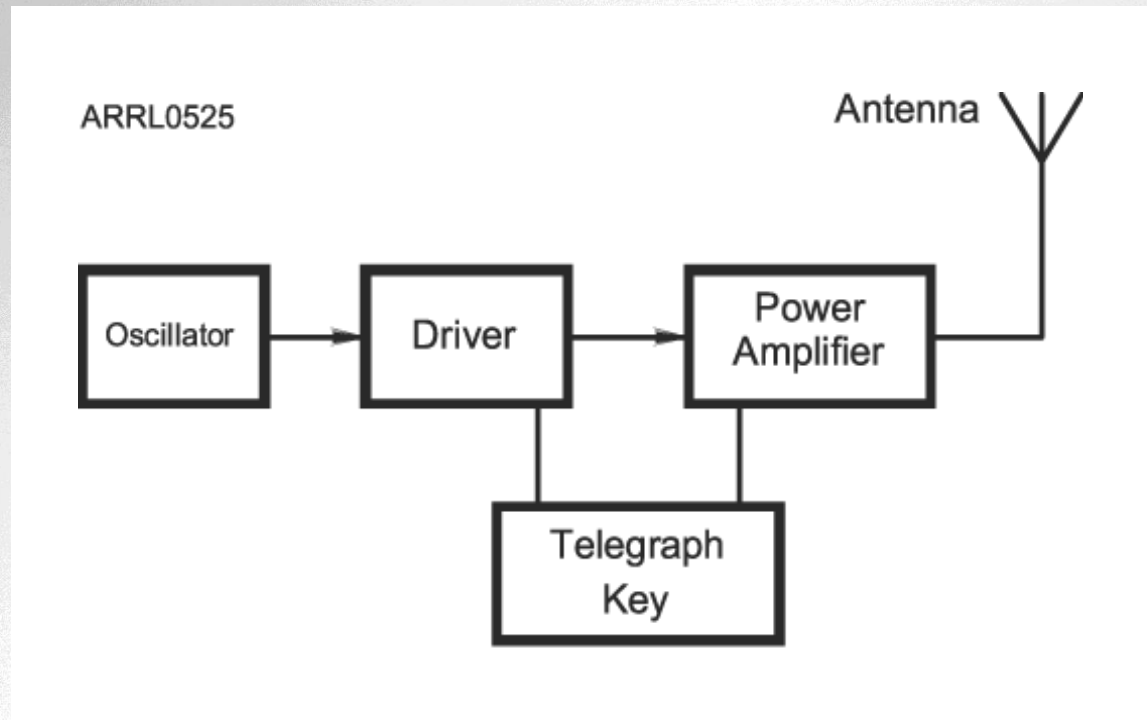 ARRL0525
Antenna
Oscillator
Driver
Power
Amplifier
Telegraph
Key